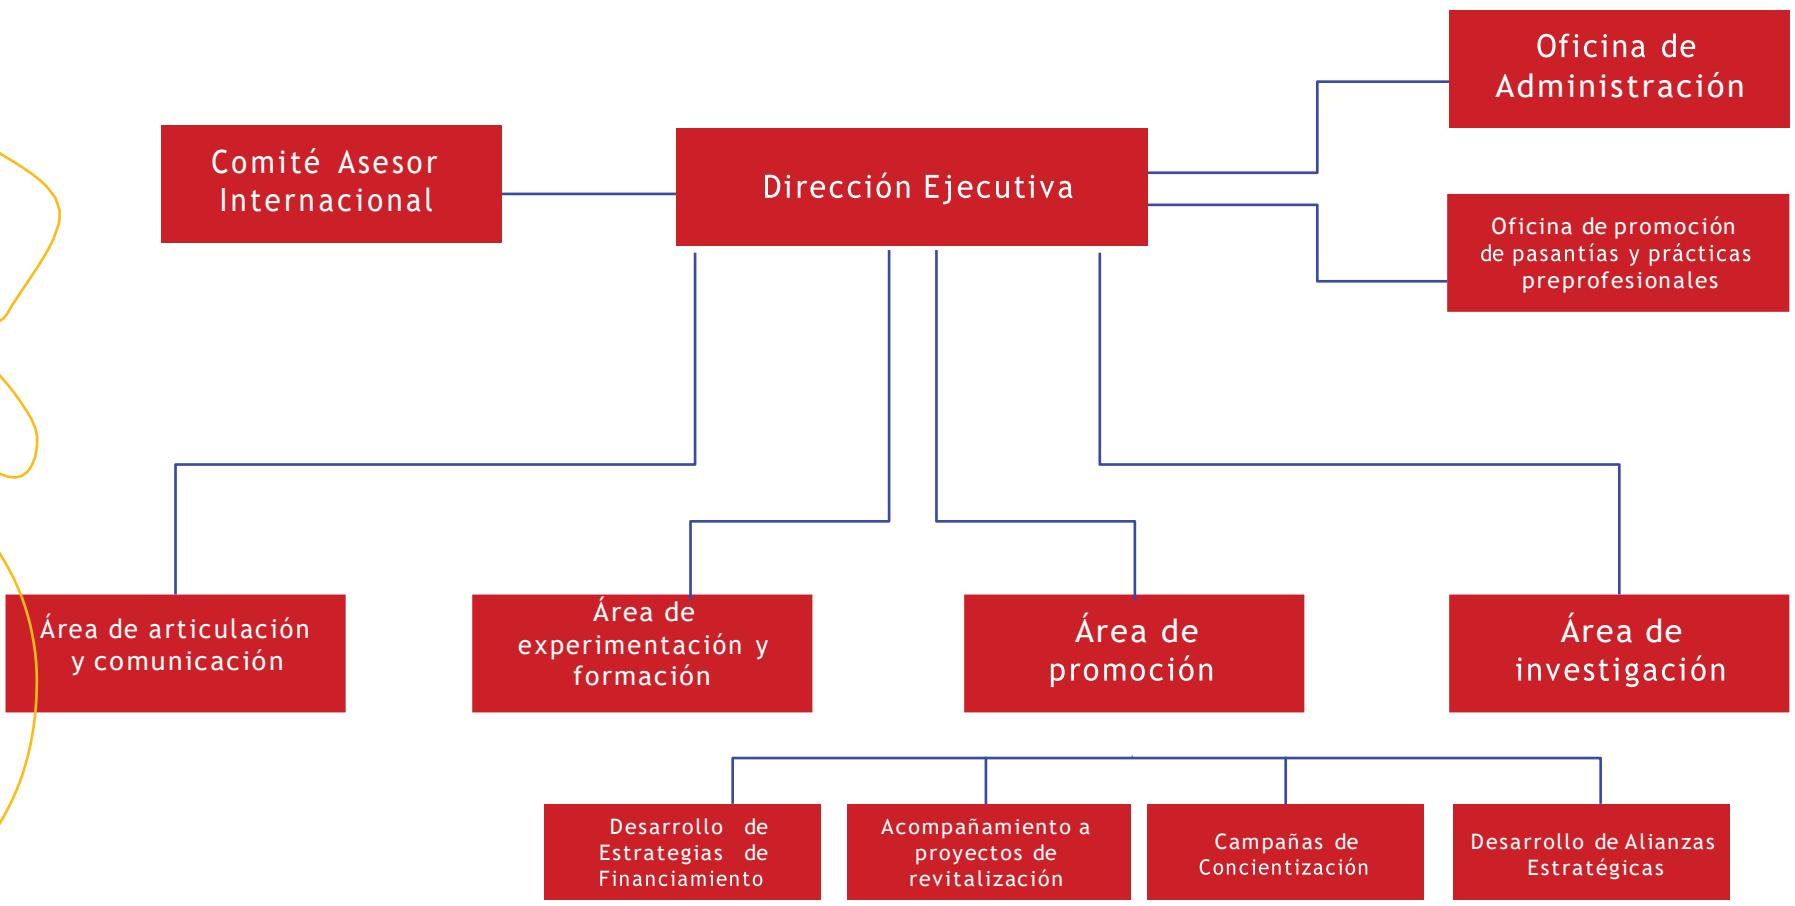 Oficina de
Administración
Comité Asesor
Internacional
Dirección Ejecutiva
Oficina de promoción
de pasantías y prácticas
preprofesionales
Área de articulación
y comunicación
Área de
experimentación y
formación
Área de
promoción
Área de
investigación
Desarrollo de
Estrategias de
Financiamiento
Acompañamiento a
proyectos de
revitalización
Campañas de
Concientización
Desarrollo de Alianzas
Estratégicas